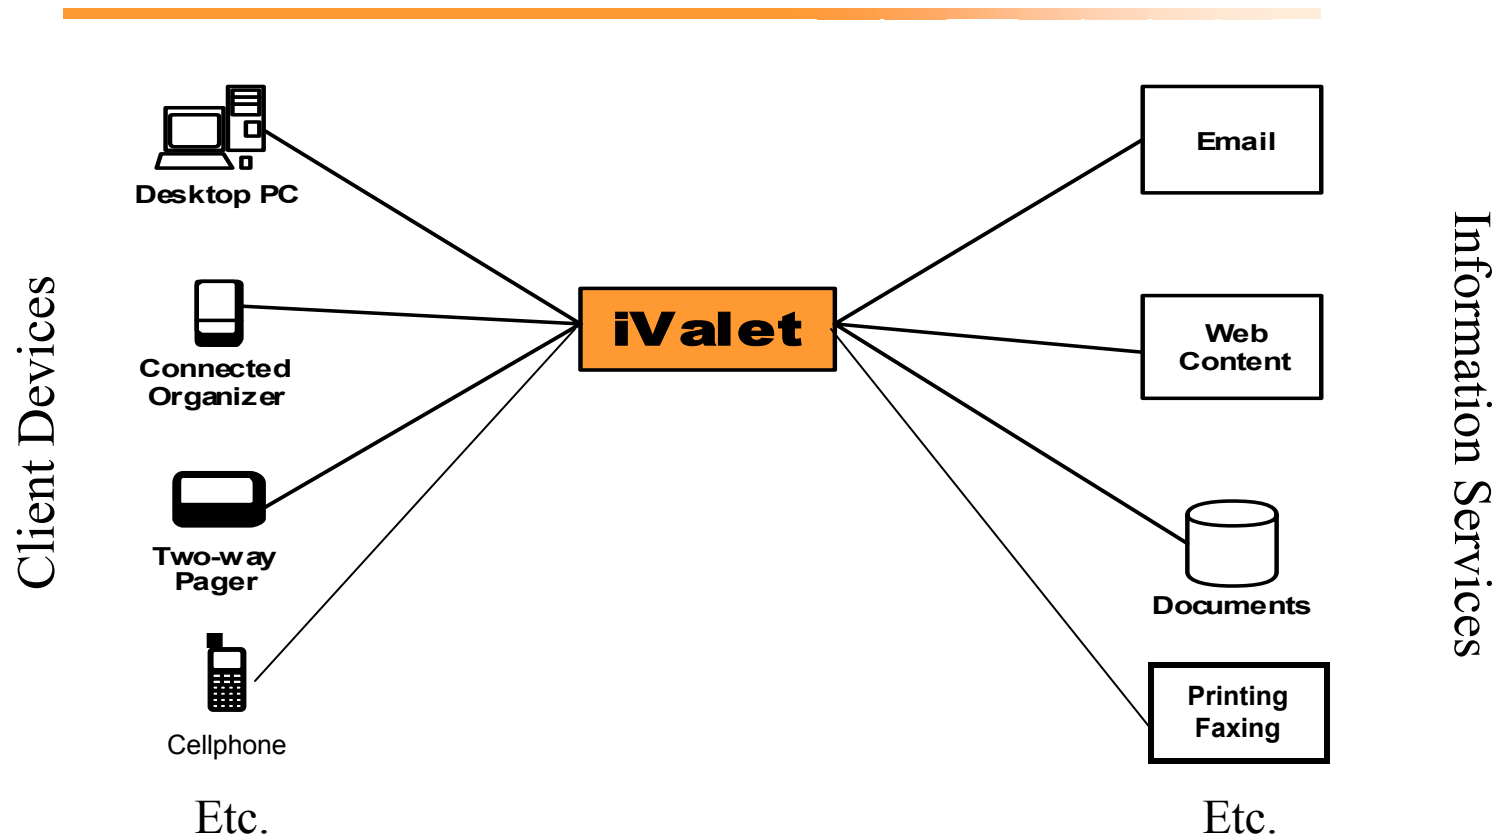 Client Devices
Desktop PC
Connected
Organizer
Two-way
Pager
Cellphone
Etc.
iValet
Email
Web
Content
Documents
Printing
Faxing
Etc.
Information Services